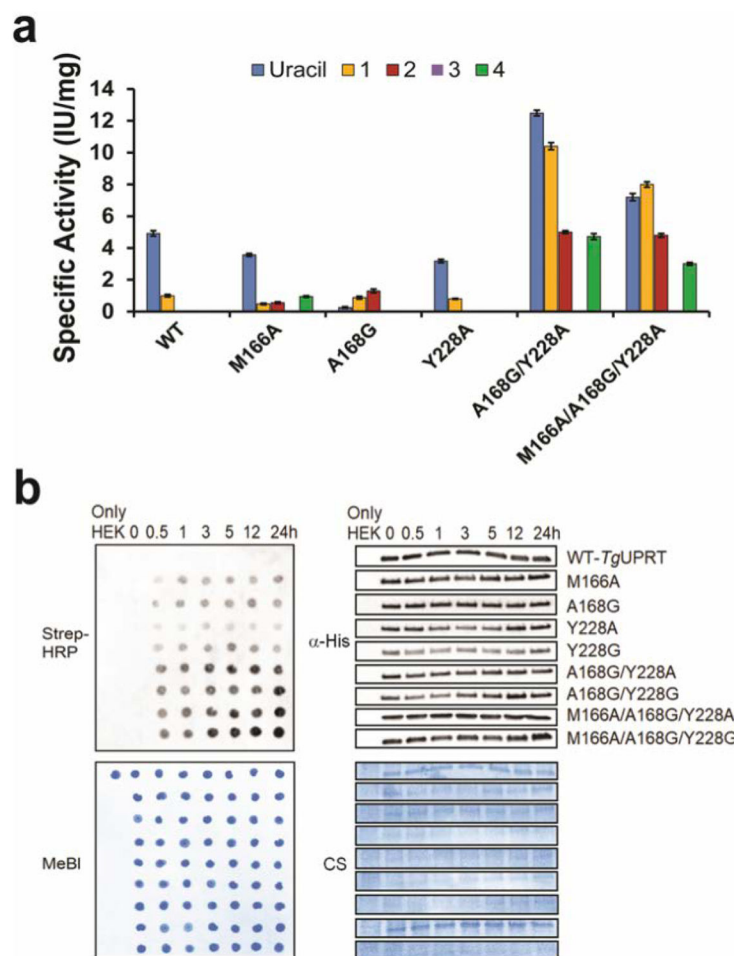 a
Uracil 1 2 3 4
Specific Activity (IU/mg)
14
12
10
8
6
4
2
0
WT
M166A
A168G
Y228A
A168G/Y228A
M166A/A168G/Y228A
b
Only
HEK 0 0.5 1 3 5 12 24h
Strep-
HRP
MeBl
Only
HEK 0 0.5 1 3 5 12 24h
α-His
WT-TgUPRT
M166A
A168G
Y228A
Y228G
A168G/Y228A
A168G/Y228G
M166A/A168G/Y228A
M166A/A168G/Y228G
CS